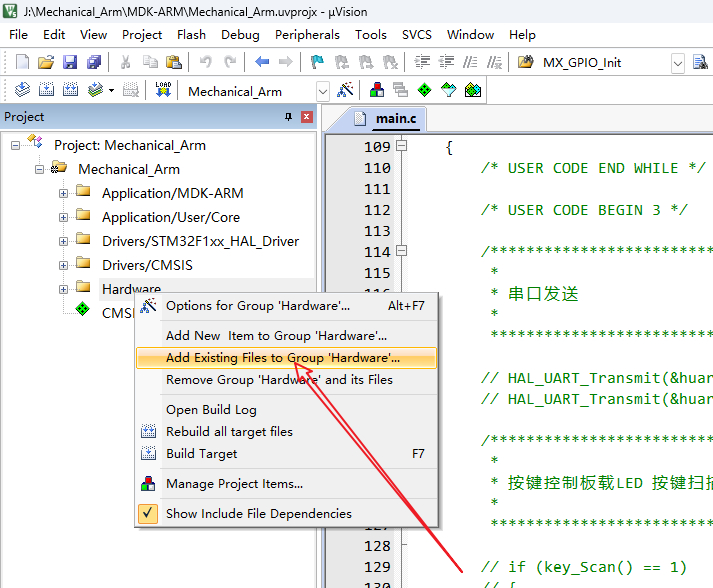 J:\Mechanical_Arm\MDK-ARM\Mechanical_Arm.uvprojx - µVision
File Edit View Project Flash Debug Peripherals Tools SVCS Window Help
MX_GPIO_Init
LOAD Mechanical_Arm
Project main.c
Project: Mechanical_Arm
Mechanical_Arm
Application/MDK-ARM
Application/User/Core
Drivers/STM32F1xx_HAL_Driver
Drivers/CMSIS
Hardware
CMSI
Options for Group 'Hardware'... Alt+F7
Add New Item to Group 'Hardware'...
Add Existing Files to Group 'Hardware'...
Remove Group 'Hardware' and its Files
Open Build Log
Rebuild all target files
Build Target F7
Manage Project Items...
Show Include File Dependencies
109 {
110 /* USER CODE END WHILE */
111
112 /* USER CODE BEGIN 3 */
113
114 /**************************
115 *
* 串口发送
*
**************************
// HAL_UART_Transmit(&huar
// HAL_UART_Transmit(&huar
/**************************
*
* 按键控制板载LED 按键扫描
*
**************************
128
129 // if (key_Scan() == 1)
130 // {